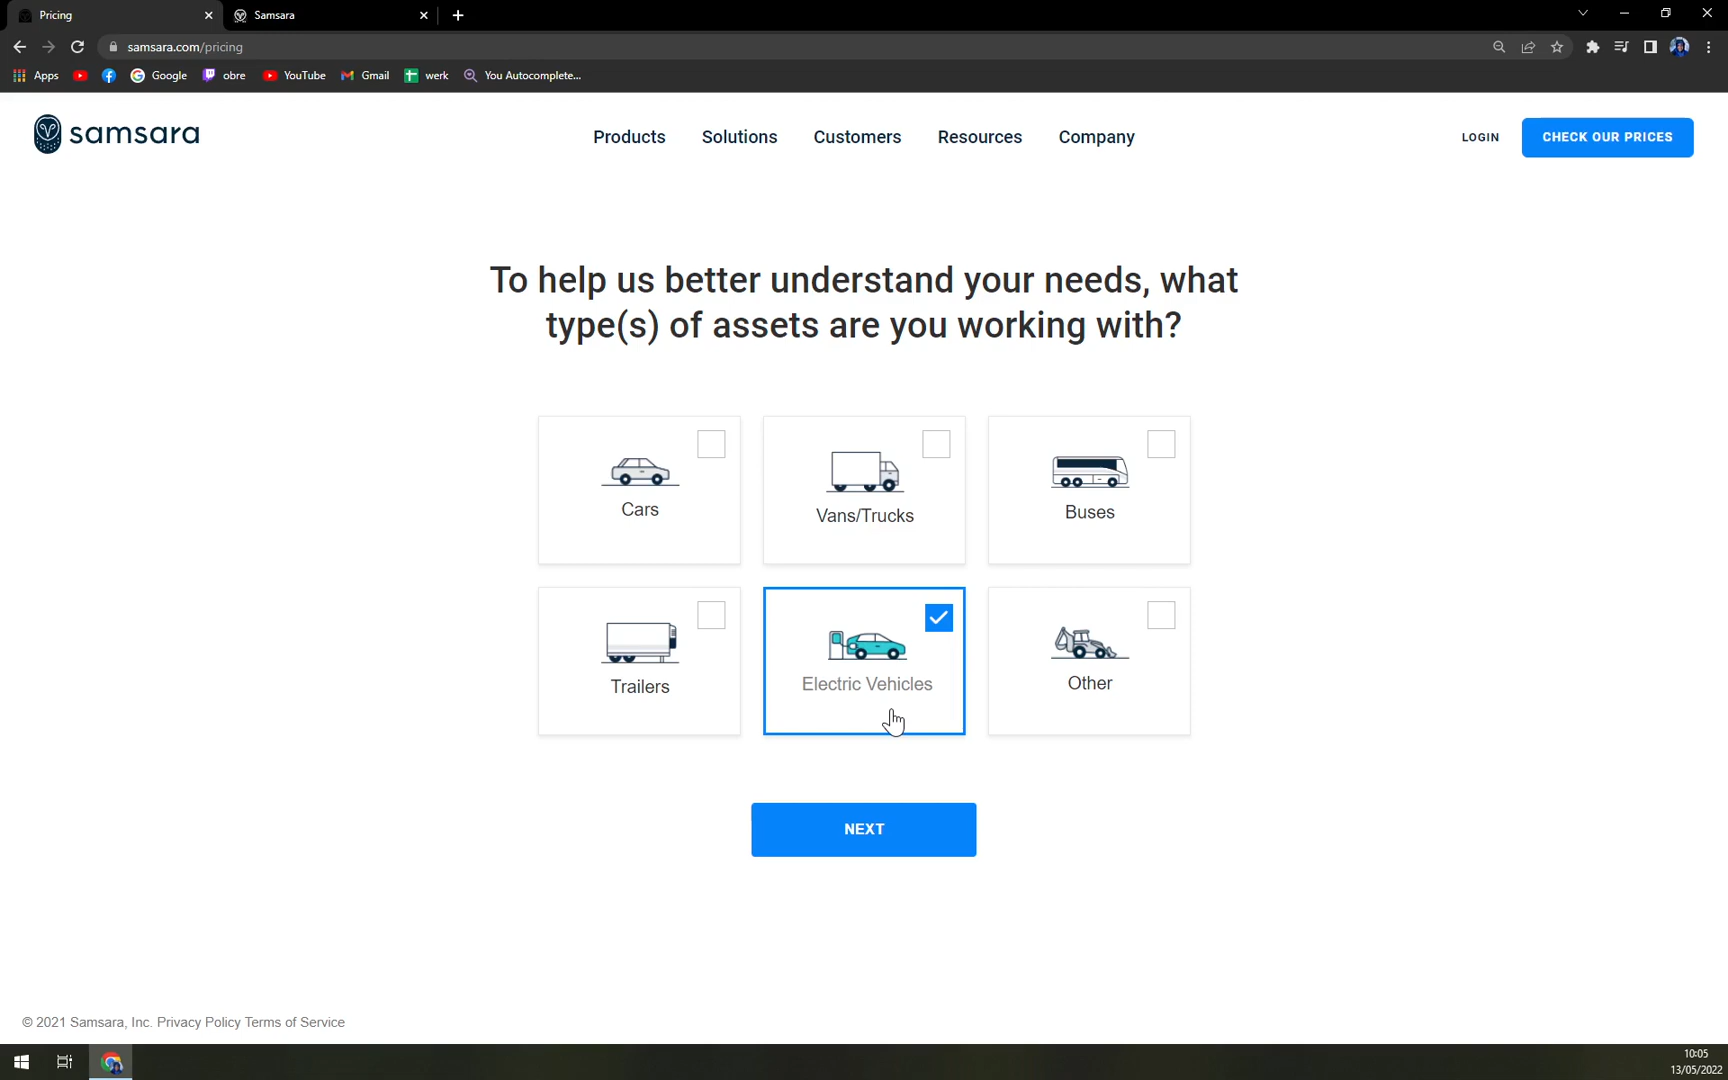 Pricing
Samsara
samsara.com/pricing
Apps
Google
obre
YouTube
Gmail
werk
You Autocomplete...
samsara
Products
Solutions
Customers
Resources
Company
LOGIN
CHECK OUR PRICES
To help us better understand your needs, what
type(s) of assets are you working with?
Cars
Vans/Trucks
Buses
Trailers
Electric Vehicles
Other
NEXT
© 2021 Samsara, Inc. Privacy Policy Terms of Service
10:05
13/05/2022